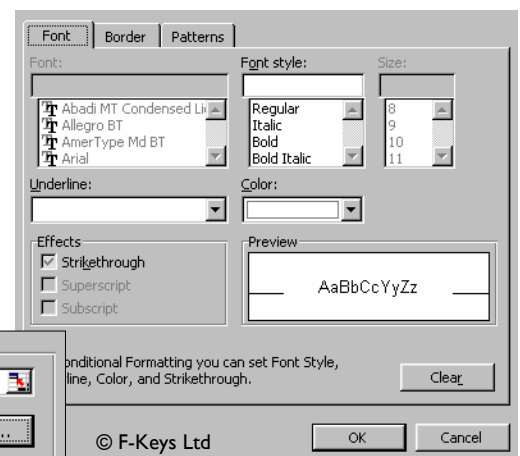 Font Border Patterns
Font: Font style: Size:
Abadi MT Condensed Regular 8
Allegro BT Italic 9
AmerType Md BT Bold 10
Arial Bold Italic 11
Underline: Color:
Effects Preview
Strikethrough
Superscript AaBbCcYyZz
Subscript
onditional Formatting you can set Font Style,
line, Color, and Strikethrough. Clear
© F-Keys Ltd OK Cancel